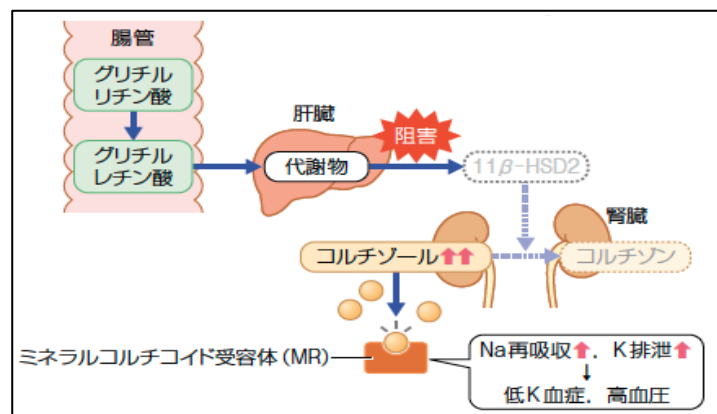 腸管
グリチル
リチン酸
グリチル
レチン酸
肝臓
代謝物
阻害
11β-HSD2
腎臓
コルチゾール⬆⬆
コルチゾン
ミネラルコルチコイド受容体(MR)
Na再吸収⬆, K排泄⬆
↓
低K血症, 高血圧